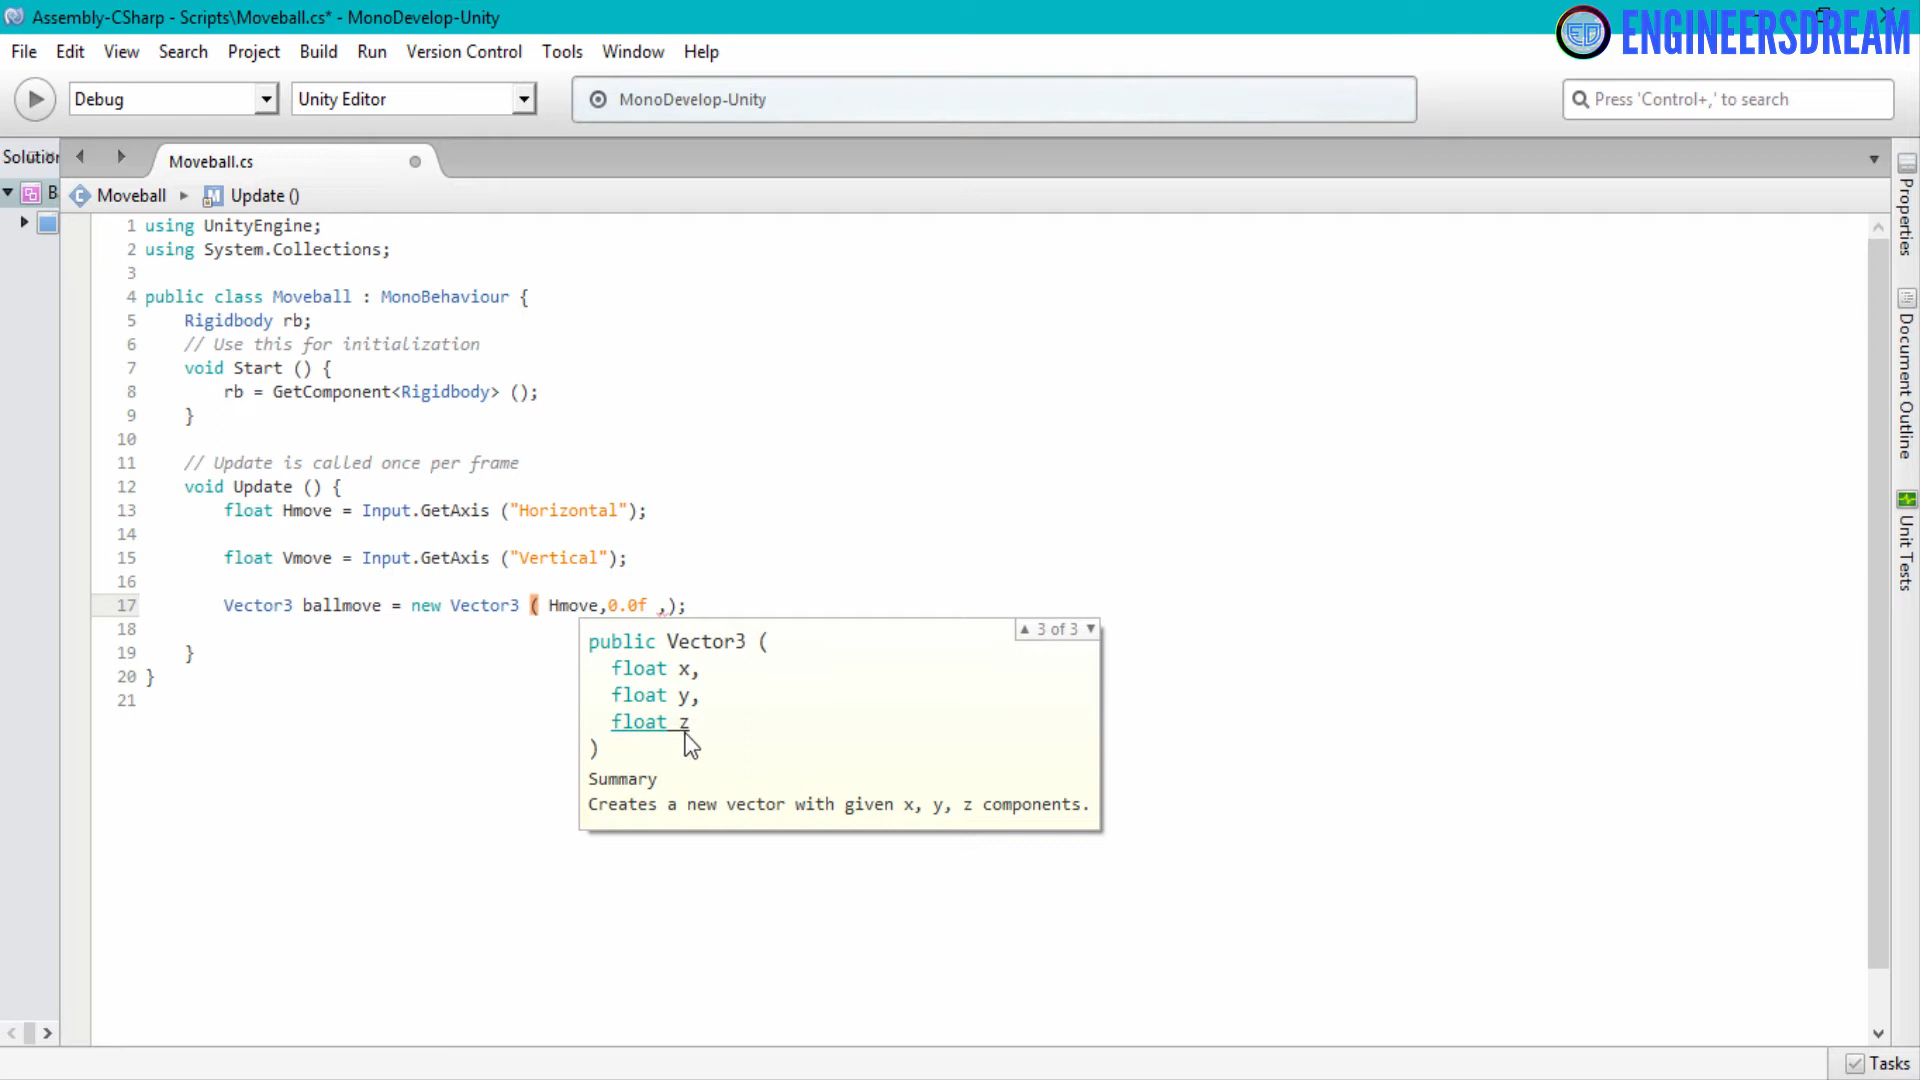 Assembly-CSharp - Scripts\Moveball.cs* - MonoDevelop-Unity
ED ENGINEERSDREAM
File Edit View Search Project Build Run Version Control Tools Window Help
Debug Unity Editor MonoDevelop-Unity Press 'Control+,' to search
Solution Moveball.cs
B Moveball Update ()
1 using UnityEngine;
2 using System.Collections;
3
4 public class Moveball : MonoBehaviour {
5 Rigidbody rb;
6 // Use this for initialization
7 void Start () {
8 rb = GetComponent<Rigidbody> ();
9 }
10
11 // Update is called once per frame
12 void Update () {
13 float Hmove = Input.GetAxis ("Horizontal");
14
15 float Vmove = Input.GetAxis ("Vertical");
16
17 Vector3 ballmove = new Vector3 ( Hmove,0.0f ,);
18
19 }
20 }
21
▲ 3 of 3 ▼
public Vector3 (
float x,
float y,
float z
)
Summary
Creates a new vector with given x, y, z components.
Properties
Document Outline
Unit Tests
Tasks